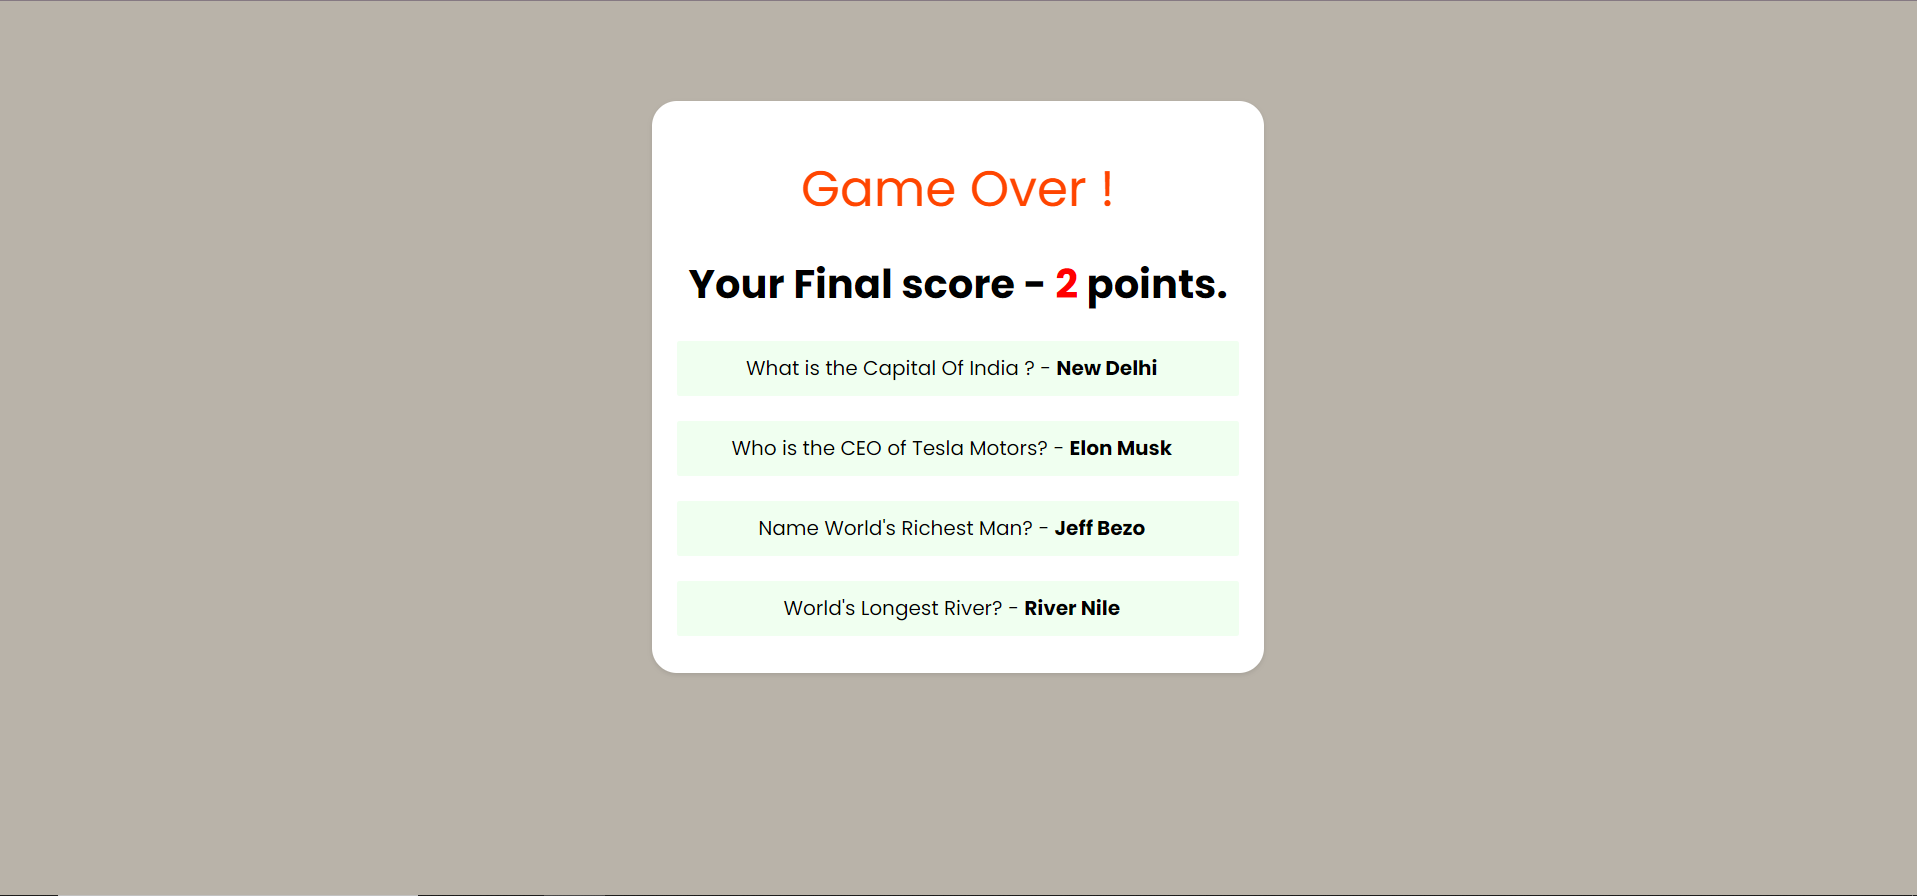 Game Over !
Your Final score - 2 points.
What is the Capital Of India ? - New Delhi
Who is the CEO of Tesla Motors? - Elon Musk
Name World's Richest Man? - Jeff Bezo
World's Longest River? - River Nile